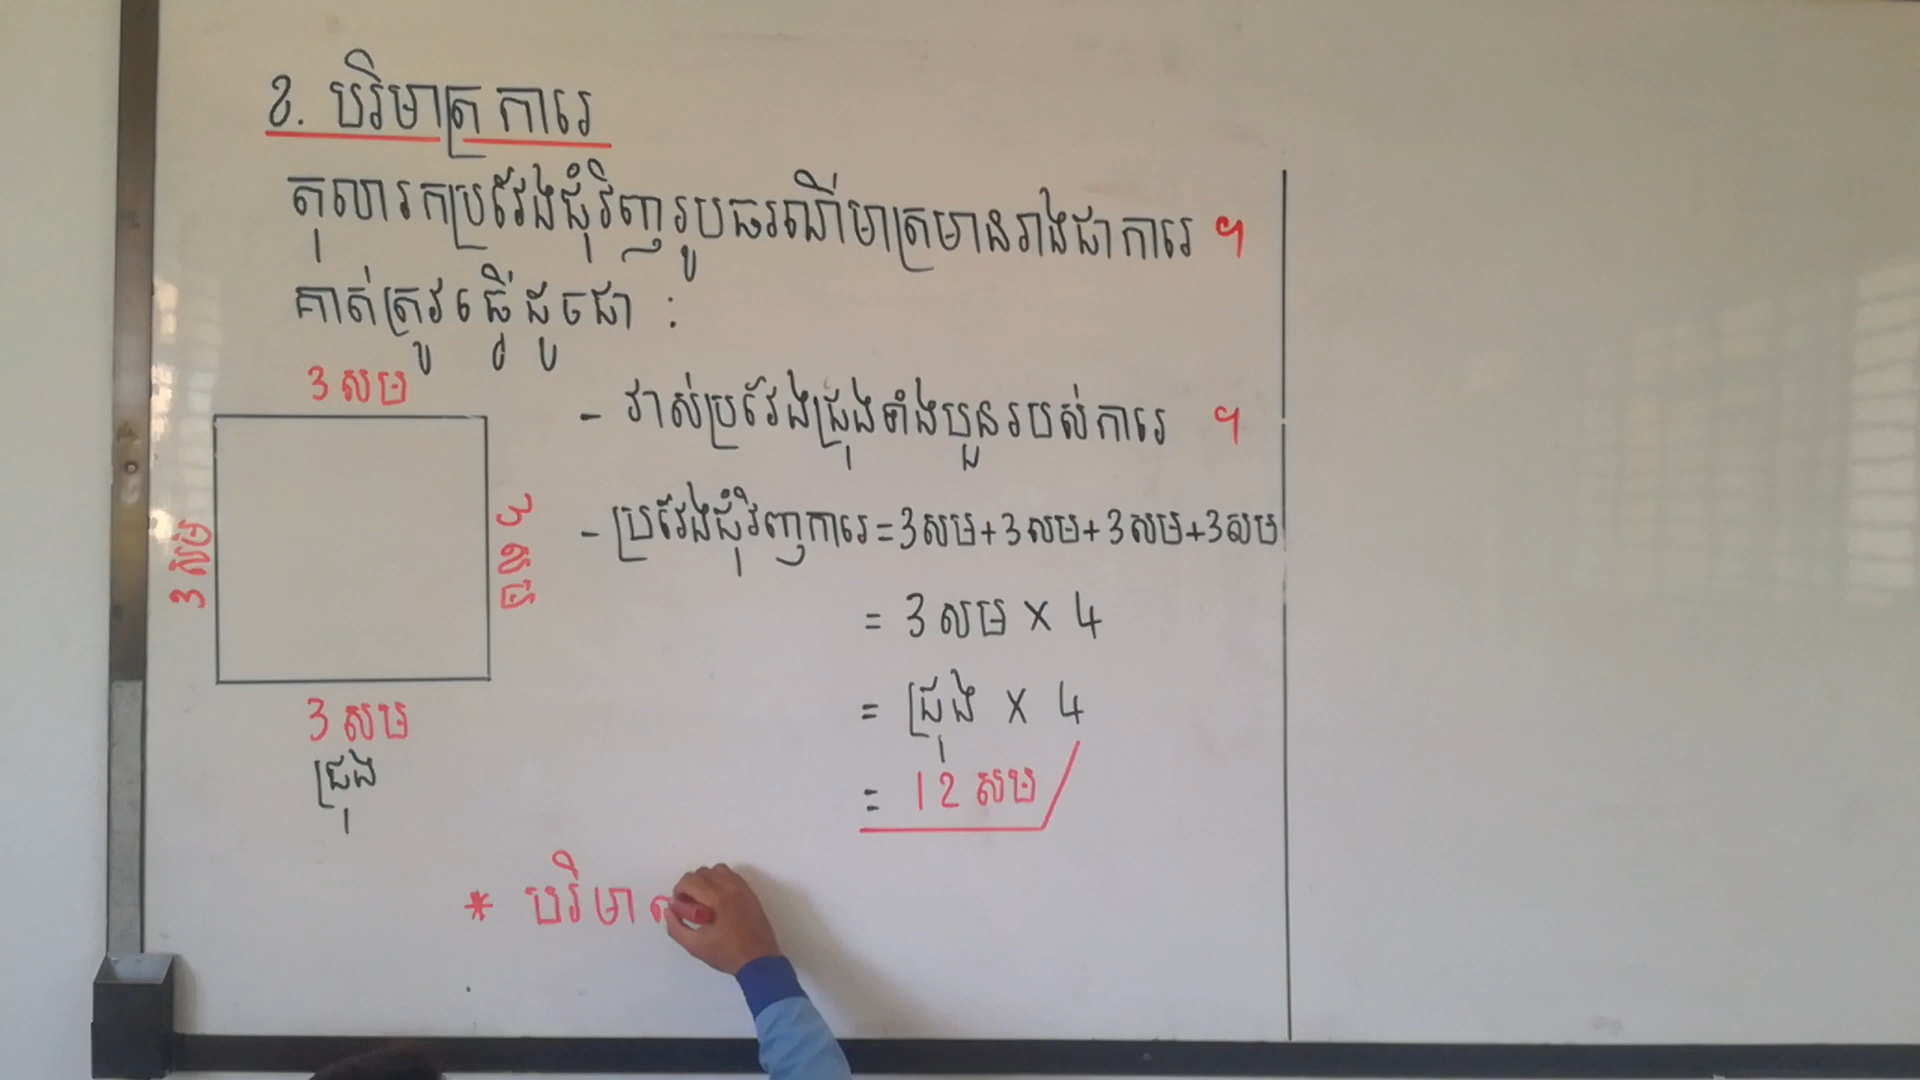 ខ. បរិមាត្រការេ
តុលារកប្រវែងជុំវិញរូបធរណីមាត្រមានរាងជាការេ ។
គាត់ត្រូវធ្វើដូចជា :
3 សម
- វាស់ប្រវែងជ្រុងទាំងបួនរបស់ការេ ។
3 សម
3 សម
- ប្រវែងជុំវិញការេ = 3សម + 3សម + 3សម + 3សម
= 3 សម × 4
= ជ្រុង × 4
3 សម
ជ្រុង
= 12 សម
* បរិមា